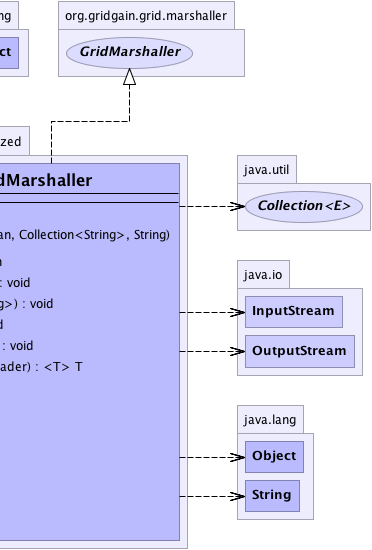 ng
org.gridgain.grid.marshaller
ct
GridMarshaller
zed
dMarshaller
an, Collection<String>, String)
n
: void
g>) : void
d
: void
ader) : <T> T
java.util
Collection<E>
java.io
InputStream
OutputStream
java.lang
Object
String